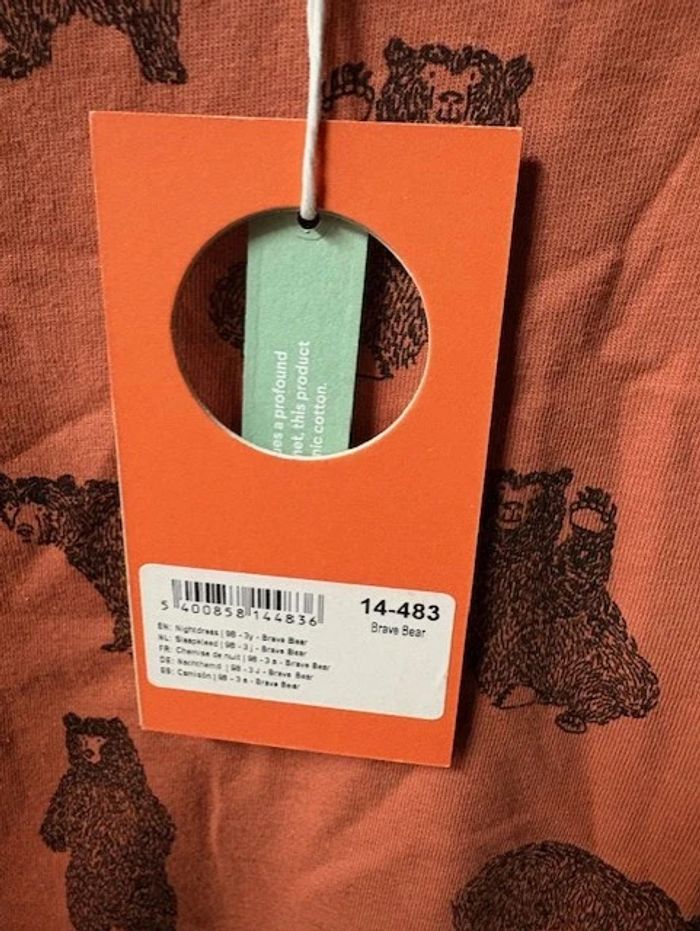 ues a profound
net, this product
nic cotton.
5 400858 144836
14-483
Brave Bear
EN: Nightdress | 98 - 3y - Brave Bear
NL: Slaapkleed | 98 - 3 j - Brave Bear
FR: Chemise de nuit | 98 - 3 a - Brave Bear
DE: Nachthemd | 98 - 3 J - Brave Bear
ES: Camisón | 98 - 3 a - Brave Bear